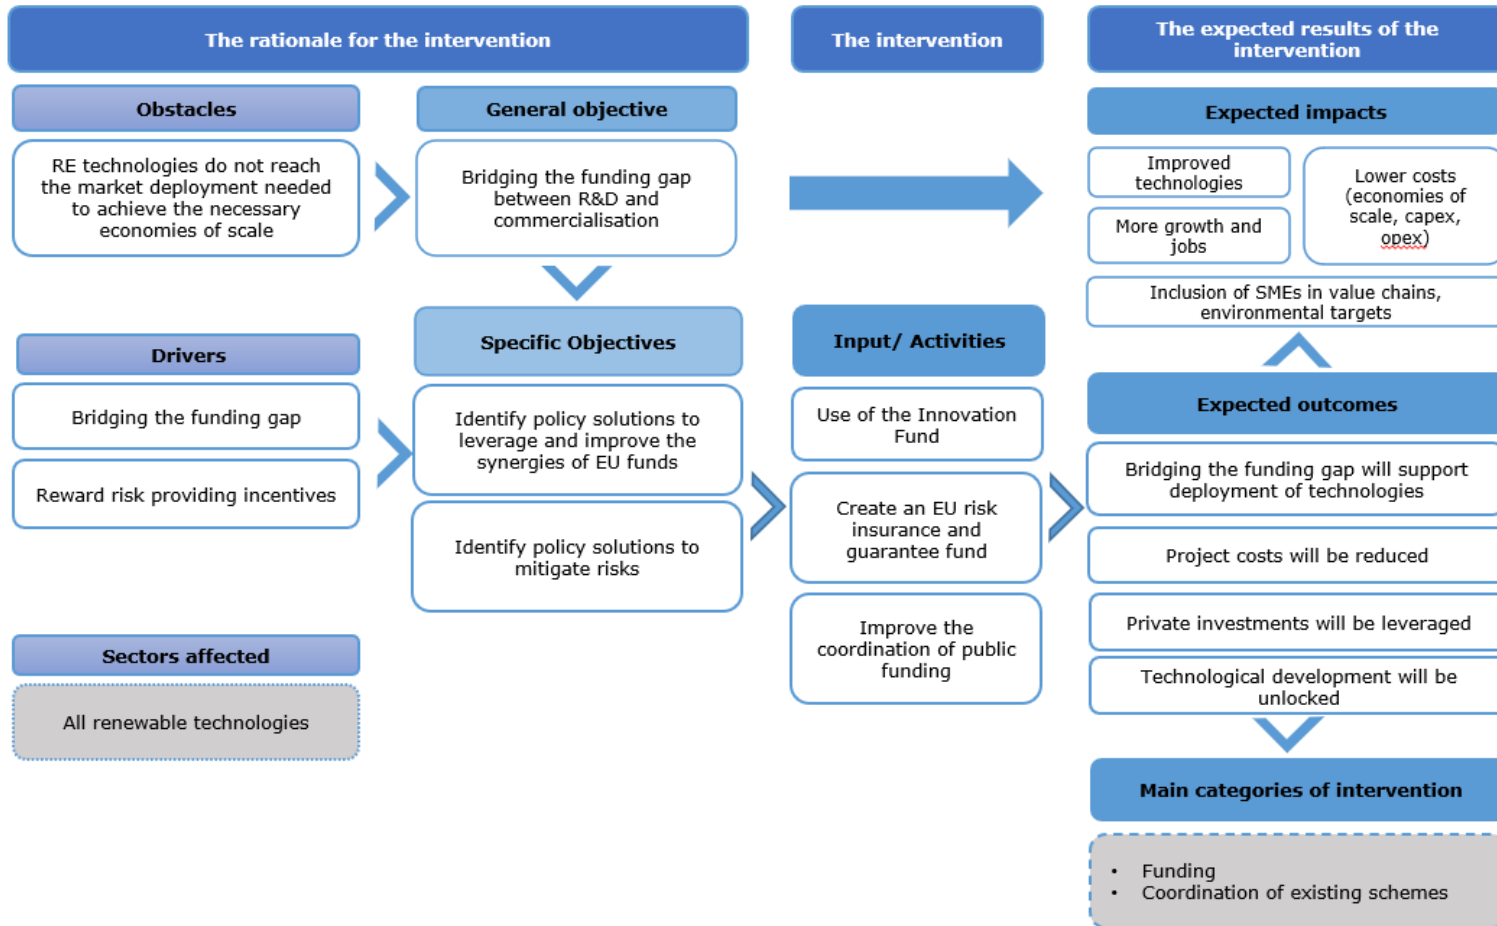 The rationale for the intervention
The intervention
The expected results of the
intervention
Obstacles
RE technologies do not reach
the market deployment needed
to achieve the necessary
economies of scale
General objective
Bridging the funding gap
between R&D and
commercialisation
Drivers
Bridging the funding gap
Reward risk providing incentives
Specific Objectives
Identify policy solutions to
leverage and improve the
synergies of EU funds
Identify policy solutions to
mitigate risks
Sectors affected
All renewable technologies
Input/ Activities
Use of the Innovation
Fund
Create an EU risk
insurance and
guarantee fund
Improve the
coordination of public
funding
Expected impacts
Improved
technologies
More growth and
jobs
Lower costs
(economies of
scale, capex,
opex)
Inclusion of SMEs in value chains,
environmental targets
Expected outcomes
Bridging the funding gap will support
deployment of technologies
Project costs will be reduced
Private investments will be leveraged
Technological development will be
unlocked
Main categories of intervention
• Funding
• Coordination of existing schemes